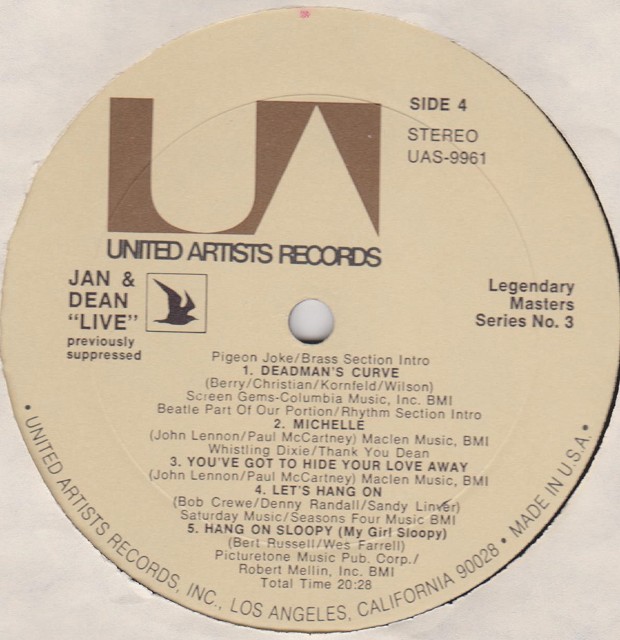 UA
SIDE 4
STEREO
UAS-9961
UNITED ARTISTS RECORDS
JAN &
DEAN
"LIVE"
previously
suppressed
Legendary
Masters
Series No. 3
Pigeon Joke/Brass Section Intro
1. DEADMAN'S CURVE
(Berry/Christian/Kornfeld/Wilson)
Screen Gems-Columbia Music, Inc. BMI
Beatle Part Of Our Portion/Rhythm Section Intro
2. MICHELLE
(John Lennon/Paul McCartney) Maclen Music, BMI
Whistling Dixie/Thank You Dean
3. YOU'VE GOT TO HIDE YOUR LOVE AWAY
(John Lennon/Paul McCartney) Maclen Music, BMI
4. LET'S HANG ON
(Bob Crewe/Denny Randall/Sandy Linver)
Saturday Music/Seasons Four Music BMI
5. HANG ON SLOOPY (My Girl Sloopy)
(Bert Russell/Wes Farrell)
Picturetone Music Pub. Corp./
Robert Mellin, Inc. BMI
Total Time 20:28
• UNITED ARTISTS RECORDS, INC., LOS ANGELES, CALIFORNIA 90028 • MADE IN U.S.A. •